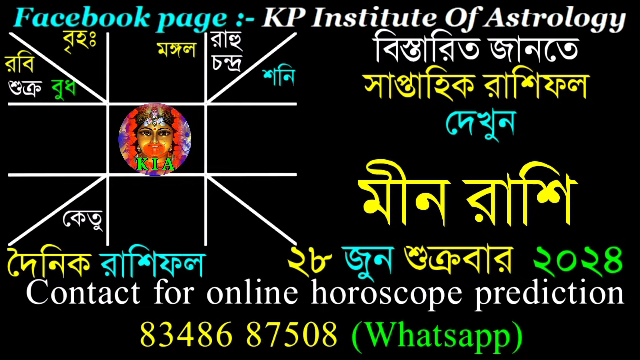 Facebook page :- KP Institute Of Astrology
বৃহঃ
মঙ্গল
রাহু
চন্দ্র
রবি
শুক্র বুধ
শনি
KIA
কেতু
বিস্তারিত জানতে
সাপ্তাহিক রাশিফল
দেখুন
মীন রাশি
দৈনিক রাশিফল
২৮ জুন শুক্রবার ২০২৪
Contact for online horoscope prediction
83486 87508 (Whatsapp)